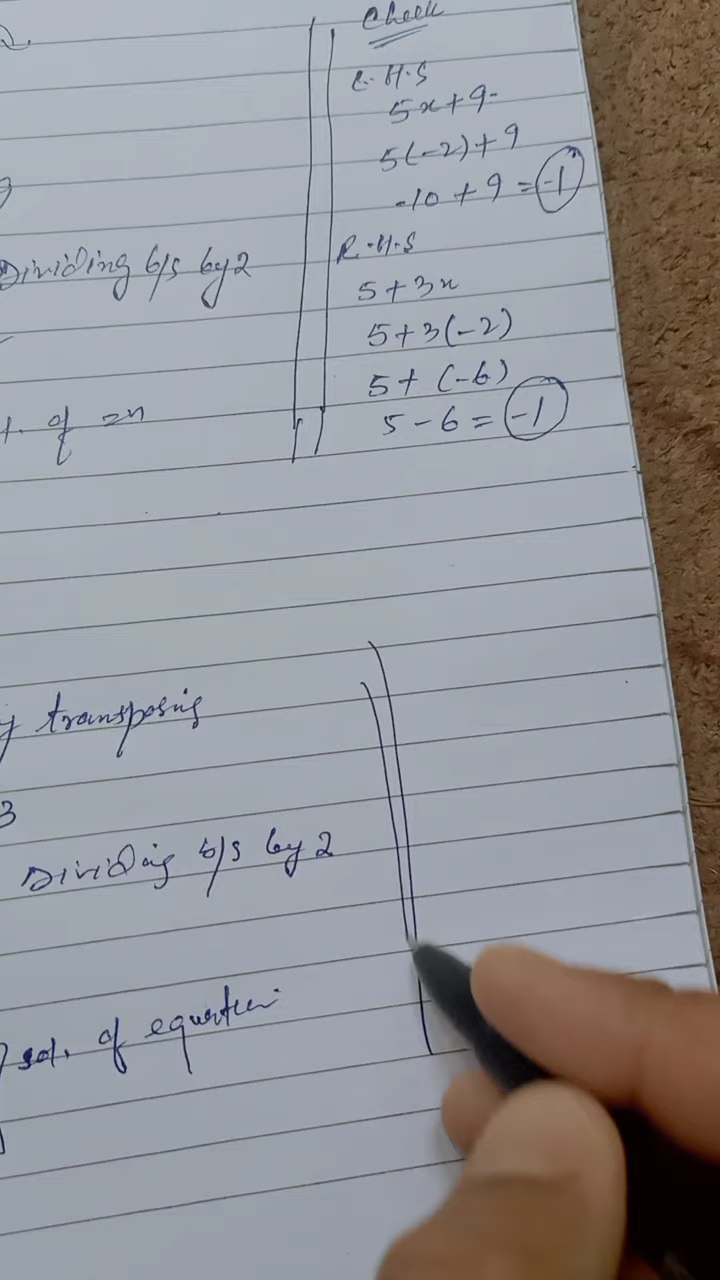 Check
L.H.S
5x+9
5(-2)+9
-10+9=-1
Dividing b/s by 2
R.H.S
5+3x
5+3(-2)
5+(-6)
of
5-6=-1
transposing
3
Dividing b/s by 2
sol. of equation